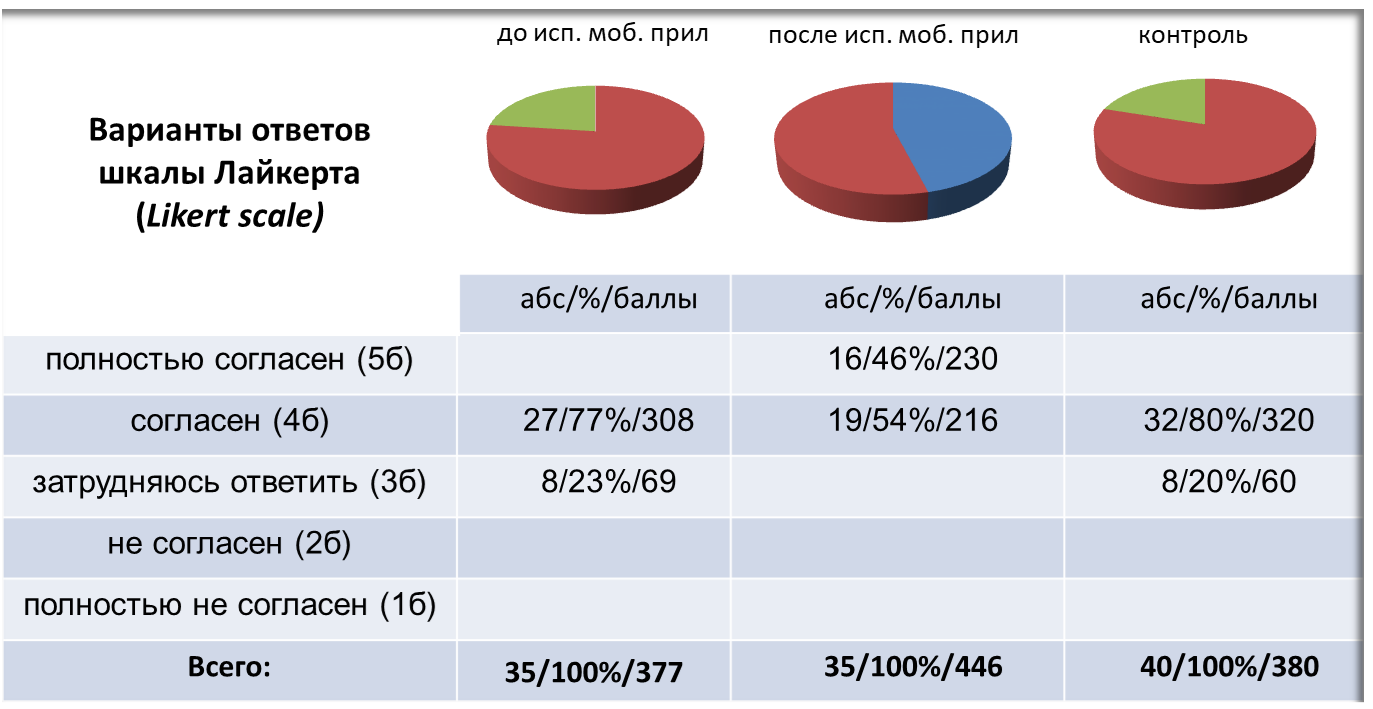 до исп. моб. прил
после исп. моб. прил
контроль
Варианты ответов
шкалы Лайкерта
(Likert scale)
абс/%/баллы
абс/%/баллы
абс/%/баллы
полностью согласен (5б)
16/46%/230
согласен (4б)
27/77%/308
19/54%/216
32/80%/320
затрудняюсь ответить (3б)
8/23%/69
8/20%/60
не согласен (2б)
полностью не согласен (1б)
Всего:
35/100%/377
35/100%/446
40/100%/380